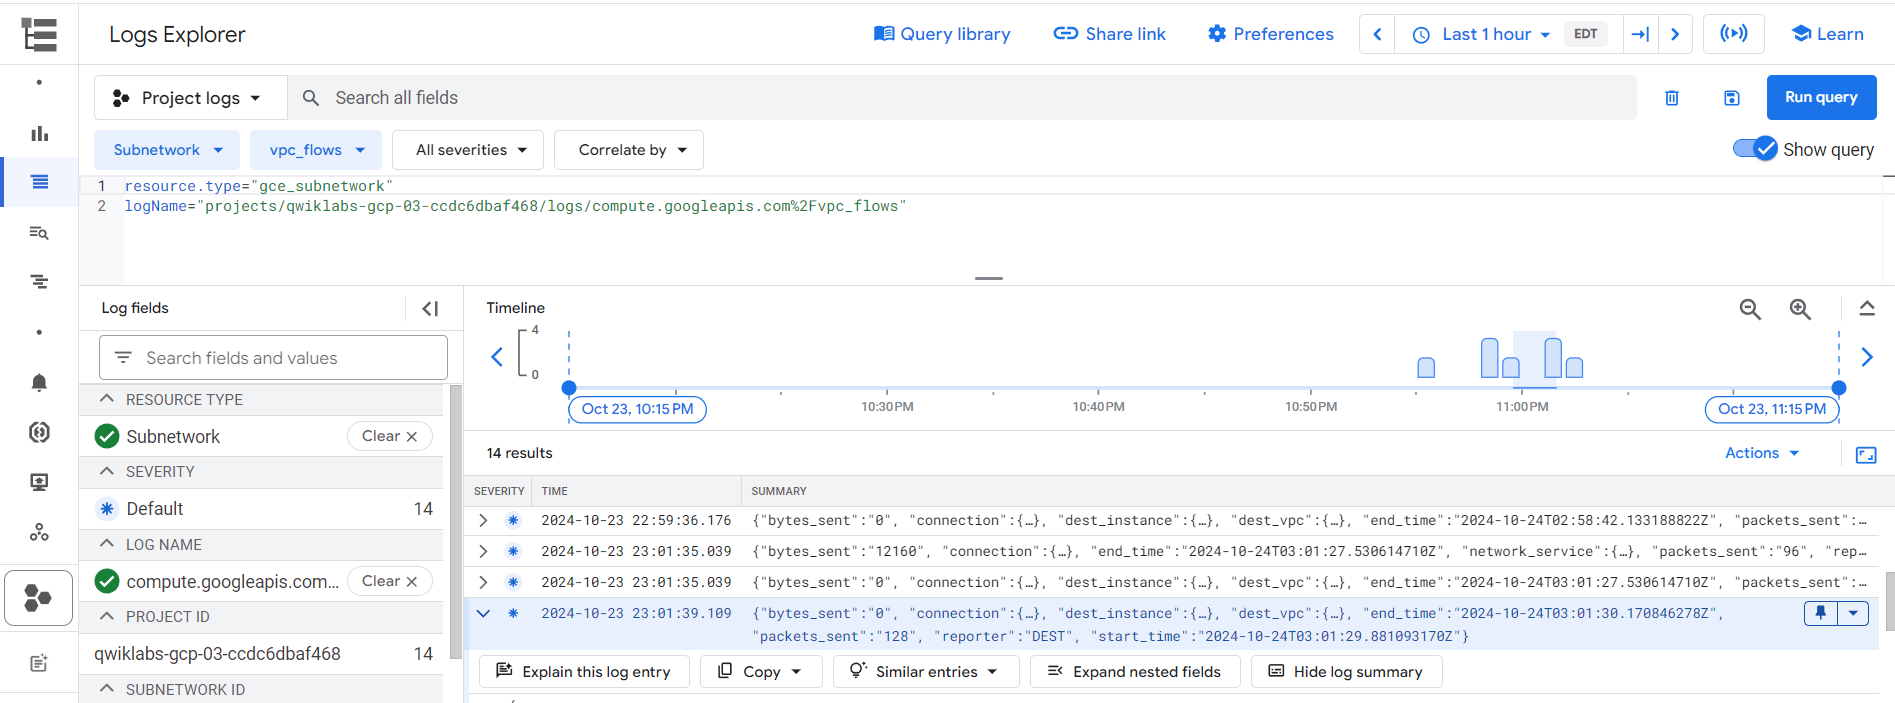 Logs Explorer
Query library
Share link
Preferences
Last 1 hour
EDT
Learn
Project logs
Search all fields
Run query
Subnetwork
vpc_flows
All severities
Correlate by
Show query
1 resource.type="gce_subnetwork"
2 logName="projects/qwiklabs-gcp-03-ccdc6dbaf468/logs/compute.googleapis.com%2Fvpc_flows"
Log fields
Search fields and values
RESOURCE TYPE
Subnetwork
Clear
SEVERITY
Default 14
LOG NAME
compute.googleapis.com…
Clear
PROJECT ID
qwiklabs-gcp-03-ccdc6dbaf468 14
SUBNETWORK ID
Timeline
4
0
Oct 23, 10:15 PM
10:30 PM
10:40 PM
10:50 PM
11:00 PM
Oct 23, 11:15 PM
14 results
Actions
SEVERITY TIME SUMMARY
2024-10-23 22:59:36.176 {"bytes_sent":"0", "connection":{…}, "dest_instance":{…}, "dest_vpc":{…}, "end_time":"2024-10-24T02:58:42.133188822Z", "packets_sent":…
2024-10-23 23:01:35.039 {"bytes_sent":"12160", "connection":{…}, "end_time":"2024-10-24T03:01:27.530614710Z", "network_service":{…}, "packets_sent":"96", "rep…
2024-10-23 23:01:35.039 {"bytes_sent":"0", "connection":{…}, "dest_instance":{…}, "dest_vpc":{…}, "end_time":"2024-10-24T03:01:27.530614710Z", "packets_sent":…
2024-10-23 23:01:39.109 {"bytes_sent":"0", "connection":{…}, "dest_instance":{…}, "dest_vpc":{…}, "end_time":"2024-10-24T03:01:30.170846278Z",
"packets_sent":"128", "reporter":"DEST", "start_time":"2024-10-24T03:01:29.881093170Z"}
Explain this log entry
Copy
Similar entries
Expand nested fields
Hide log summary